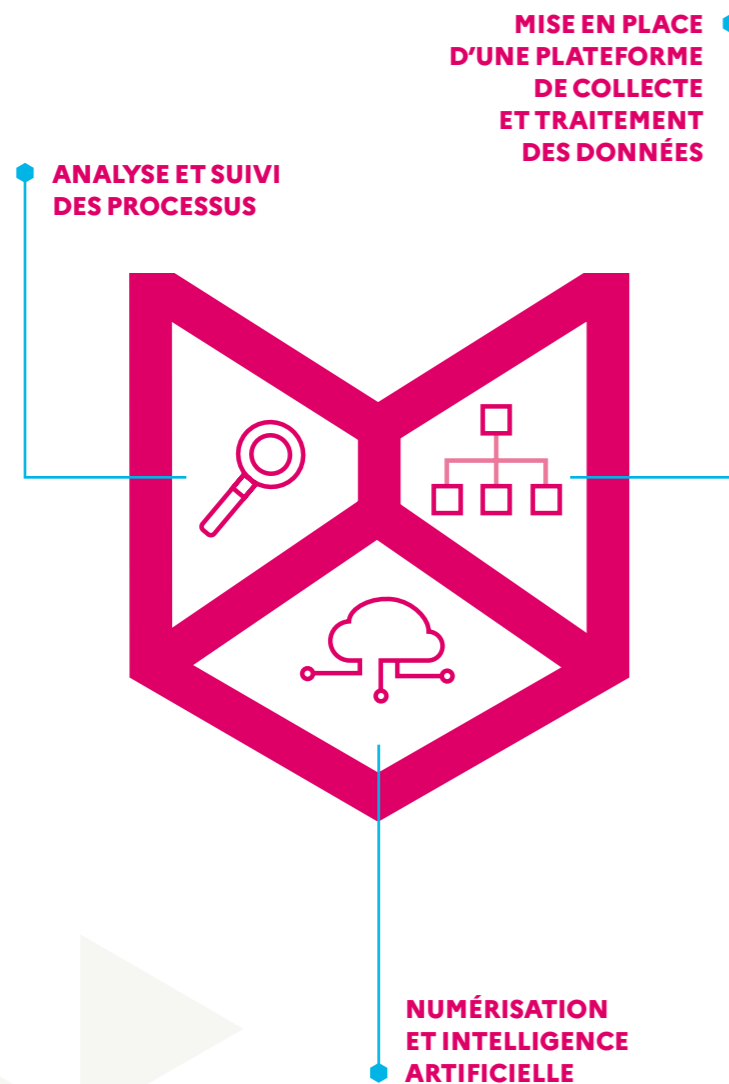 MISE EN PLACE
D’UNE PLATEFORME
DE COLLECTE
ET TRAITEMENT
DES DONNÉES
ANALYSE ET SUIVI
DES PROCESSUS
NUMÉRISATION
ET INTELLIGENCE
ARTIFICIELLE